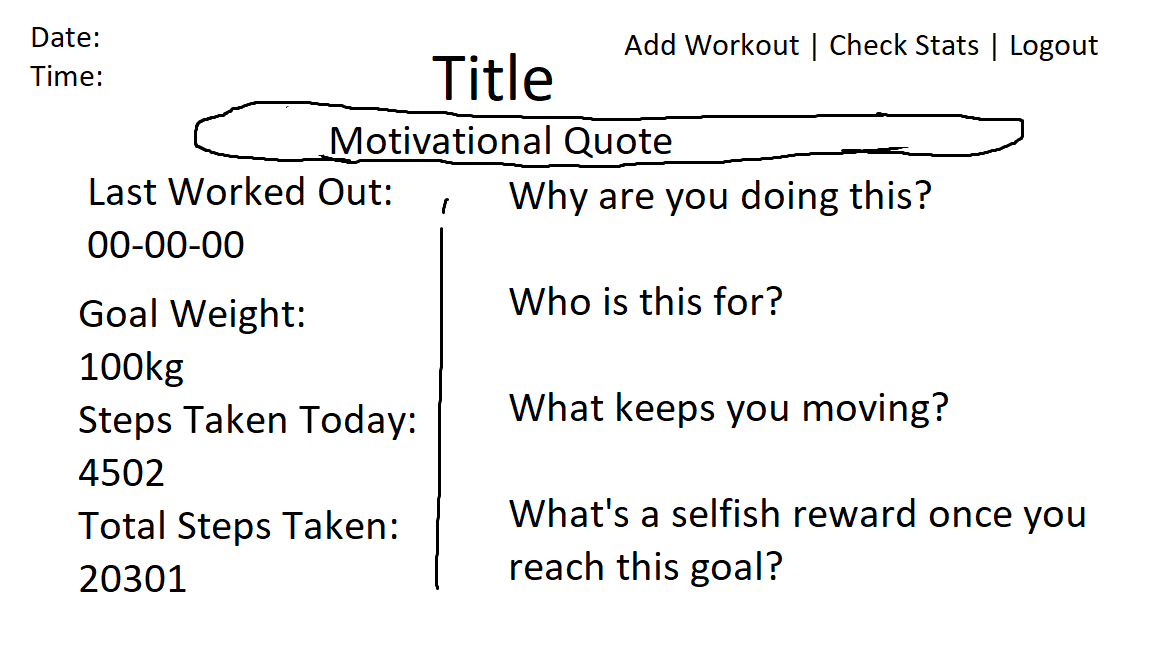 Date:
Time:
Add Workout | Check Stats | Logout
Title
Motivational Quote
Last Worked Out:
00-00-00
Goal Weight:
100kg
Steps Taken Today:
4502
Total Steps Taken:
20301
Why are you doing this?
Who is this for?
What keeps you moving?
What's a selfish reward once you
reach this goal?